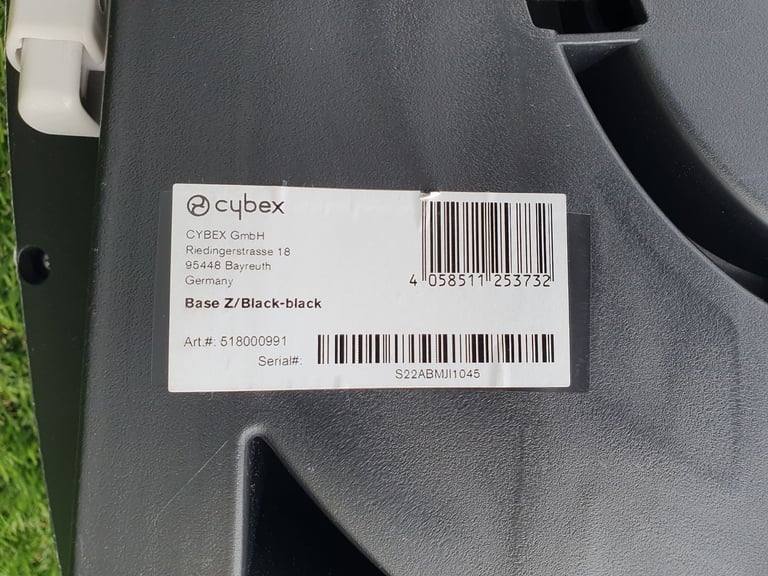 cybex
CYBEX GmbH
Riedingerstrasse 18
95448 Bayreuth
Germany
Base Z/Black-black
4 058511 253732
Art.#: 518000991
Serial#:
S22ABMJI1045